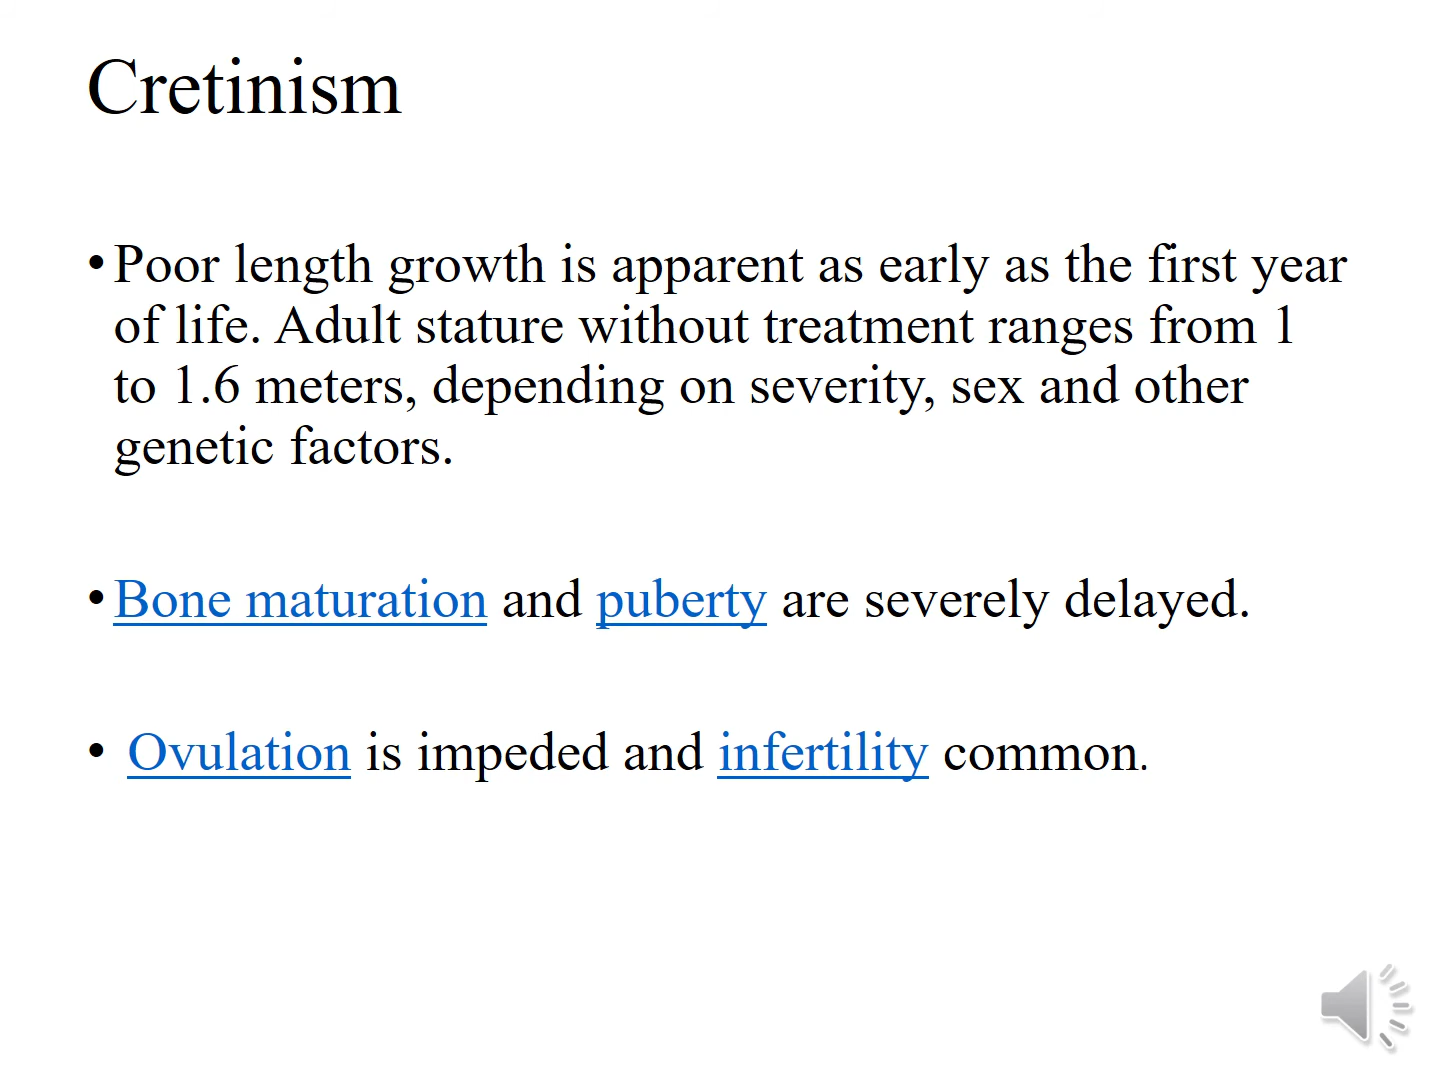 Cretinism
• Poor length growth is apparent as early as the first year
of life. Adult stature without treatment ranges from 1
to 1.6 meters, depending on severity, sex and other
genetic factors.
• Bone maturation and puberty are severely delayed.
• Ovulation is impeded and infertility common.